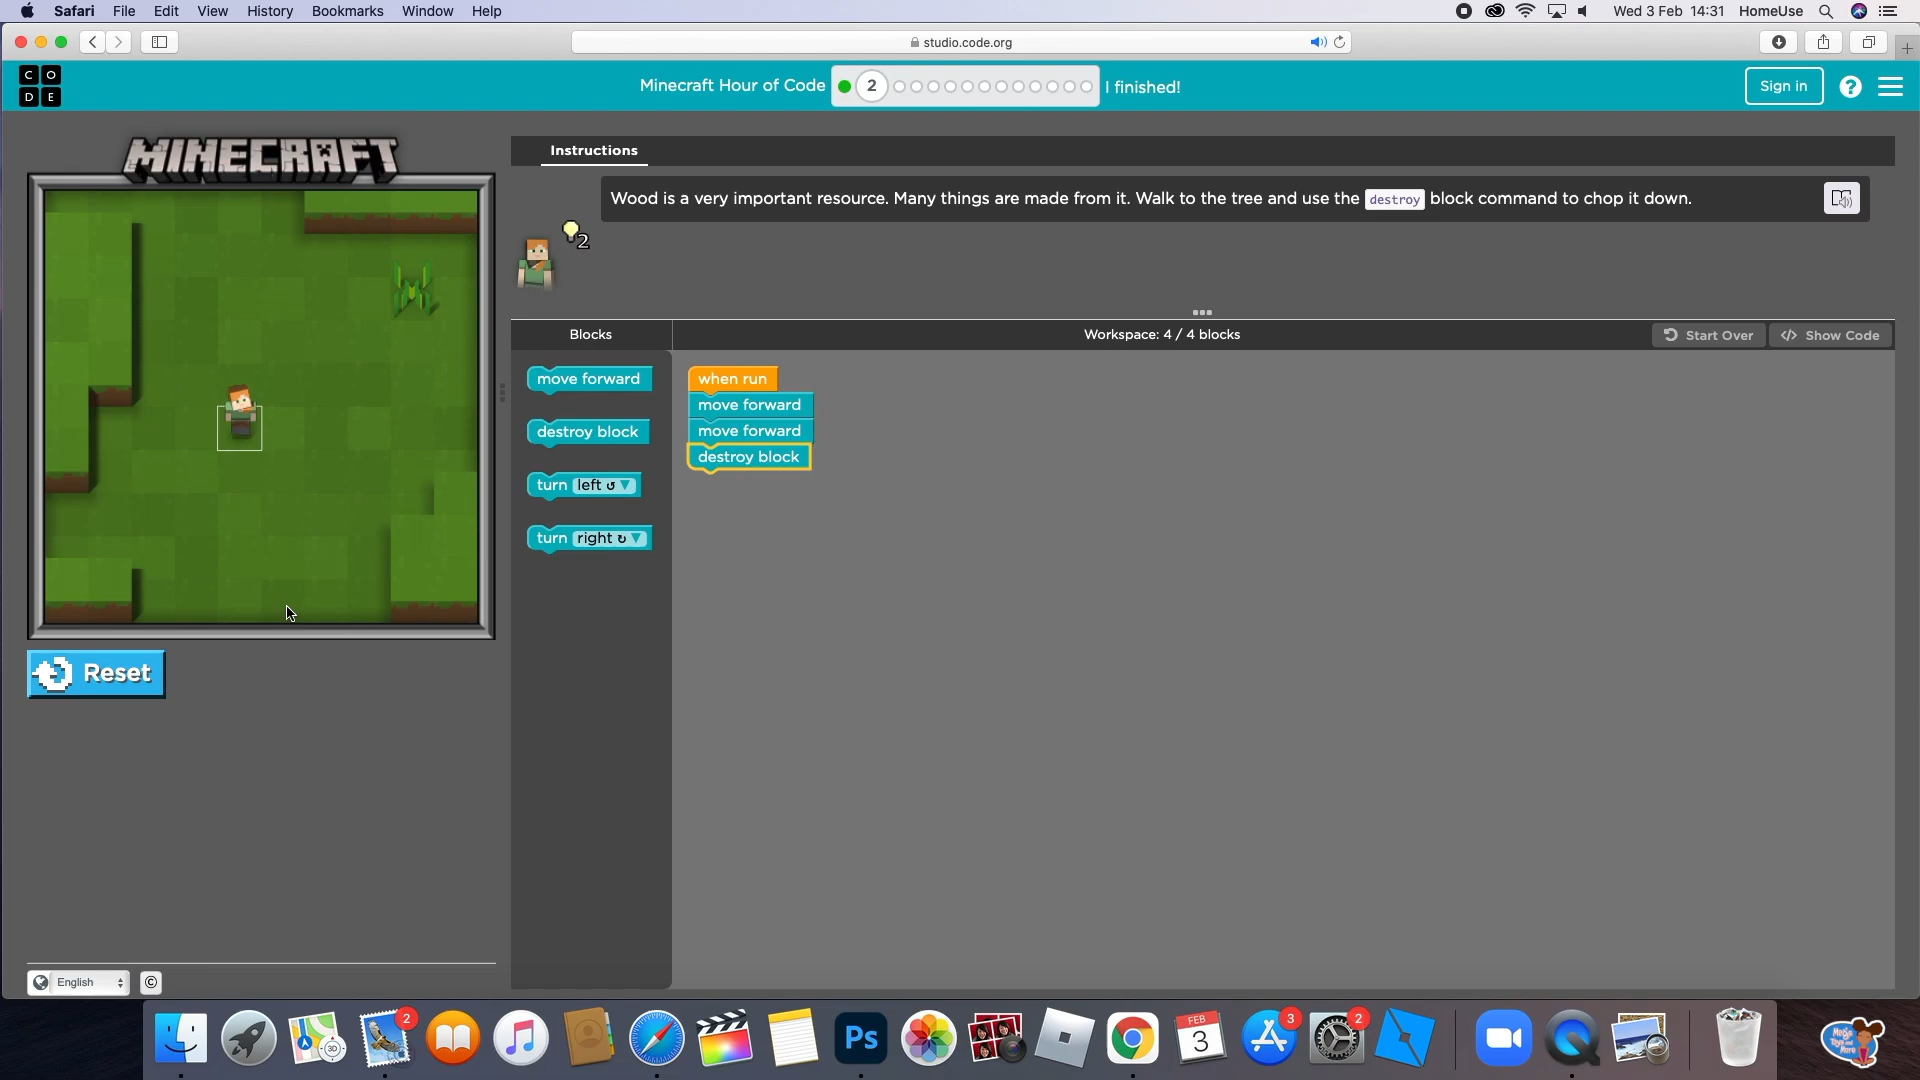 Safari File Edit View History Bookmarks Window Help
Wed 3 Feb 14:31 HomeUse
studio.code.org
C O
D E
Minecraft Hour of Code
2
I finished!
Sign in
?
MINECRAFT
Instructions
Wood is a very important resource. Many things are made from it. Walk to the tree and use the destroy block command to chop it down.
2
Blocks
Workspace: 4 / 4 blocks
Start Over
Show Code
move forward
destroy block
turn left
turn right
when run
move forward
move forward
destroy block
Reset
English
©
3D
2
Ps
FEB
3
3
2